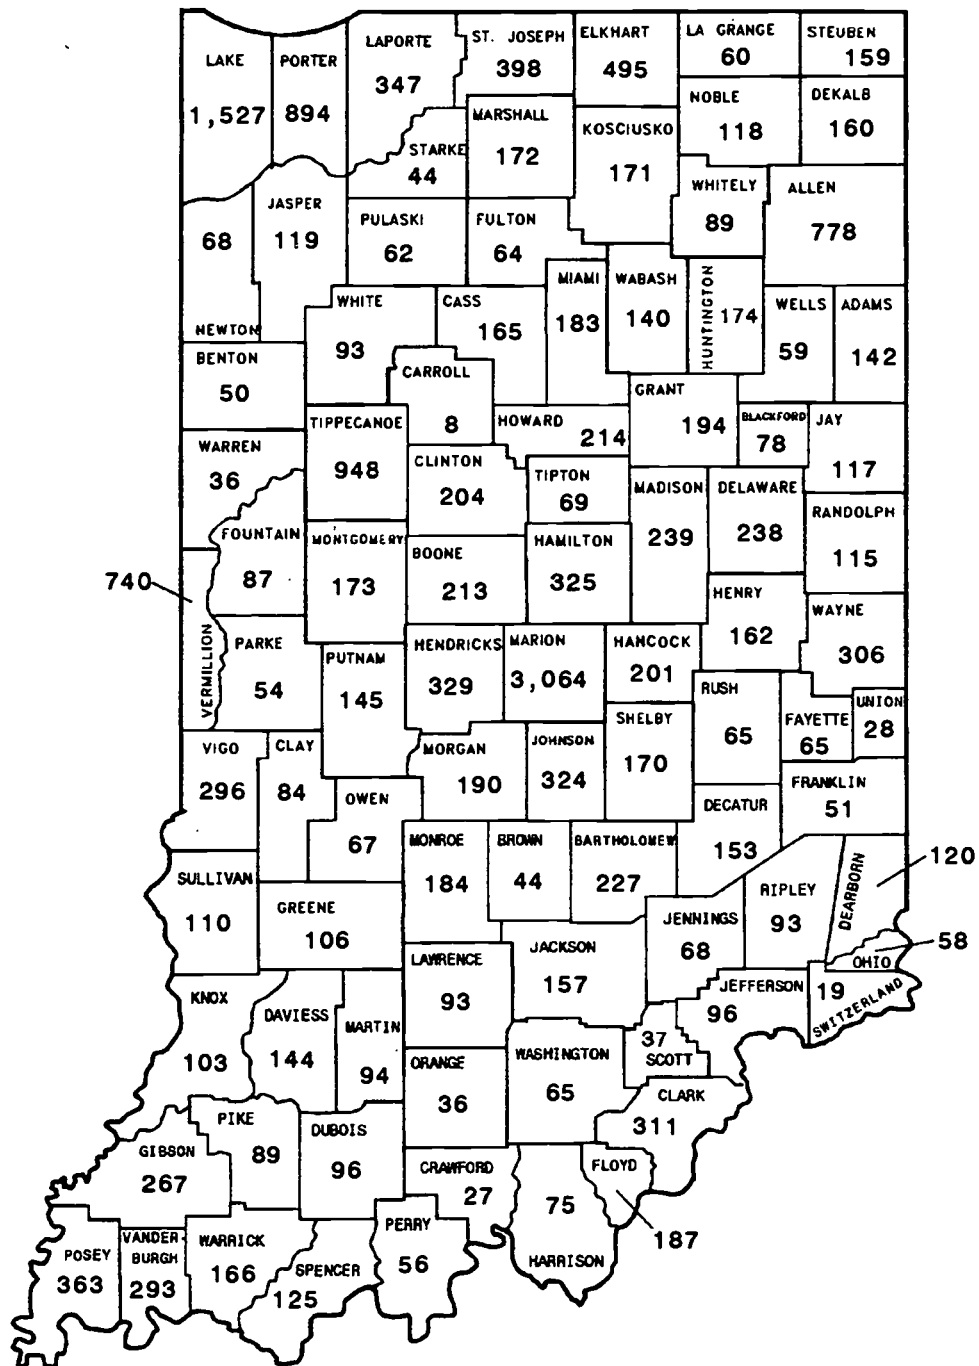 LAKE
1,527
PORTER
894
LAPORTE
347
ST. JOSEPH
398
ELKHART
495
LA GRANGE
60
STEUBEN
159
NOBLE
118
DEKALB
160
MARSHALL
172
KOSCIUSKO
171
STARKE
44
WHITELY
89
ALLEN
778
JASPER
119
68
NEWTON
PULASKI
62
FULTON
64
MIAMI
183
WABASH
140
HUNTINGTON
174
WELLS
59
ADAMS
142
WHITE
93
CASS
165
BENTON
50
CARROLL
8
GRANT
194
BLACKFORD
78
JAY
117
HOWARD
214
TIPPECANOE
948
WARREN
36
CLINTON
204
TIPTON
69
MADISON
239
DELAWARE
238
RANDOLPH
115
FOUNTAIN
87
MONTGOMERY
173
BOONE
213
HAMILTON
325
740
VERMILLION
HENRY
162
WAYNE
306
PARKE
54
PUTNAM
145
HENDRICKS
329
MARION
3,064
HANCOCK
201
RUSH
65
FAYETTE
65
UNION
28
SHELBY
170
VIGO
296
CLAY
84
MORGAN
190
JOHNSON
324
FRANKLIN
51
OWEN
67
DECATUR
153
MONROE
184
BROWN
44
BARTHOLOMEW
227
120
DEARBORN
SULLIVAN
110
GREENE
106
RIPLEY
93
JENNINGS
68
58
OHIO
JACKSON
157
LAWRENCE
93
JEFFERSON
96
19
SWITZERLAND
KNOX
103
DAVIESS
144
MARTIN
94
37
SCOTT
WASHINGTON
65
ORANGE
36
CLARK
311
PIKE
89
DUBOIS
96
GIBSON
267
CRAWFORD
27
FLOYD
187
75
HARRISON
PERRY
56
POSEY
363
VANDER-
BURGH
293
WARRICK
166
SPENCER
125